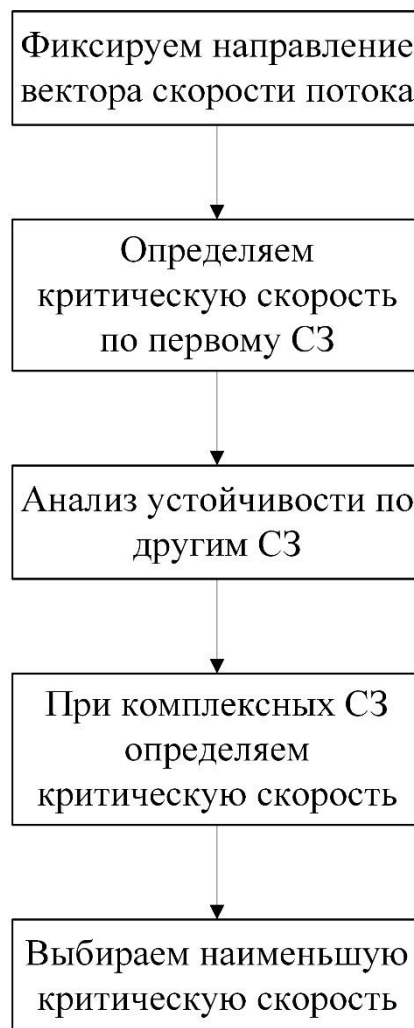 Фиксируем направление
вектора скорости потока
Определяем
критическую скорость
по первому СЗ
Анализ устойчивости по
другим СЗ
При комплексных СЗ
определяем
критическую скорость
Выбираем наименьшую
критическую скорость